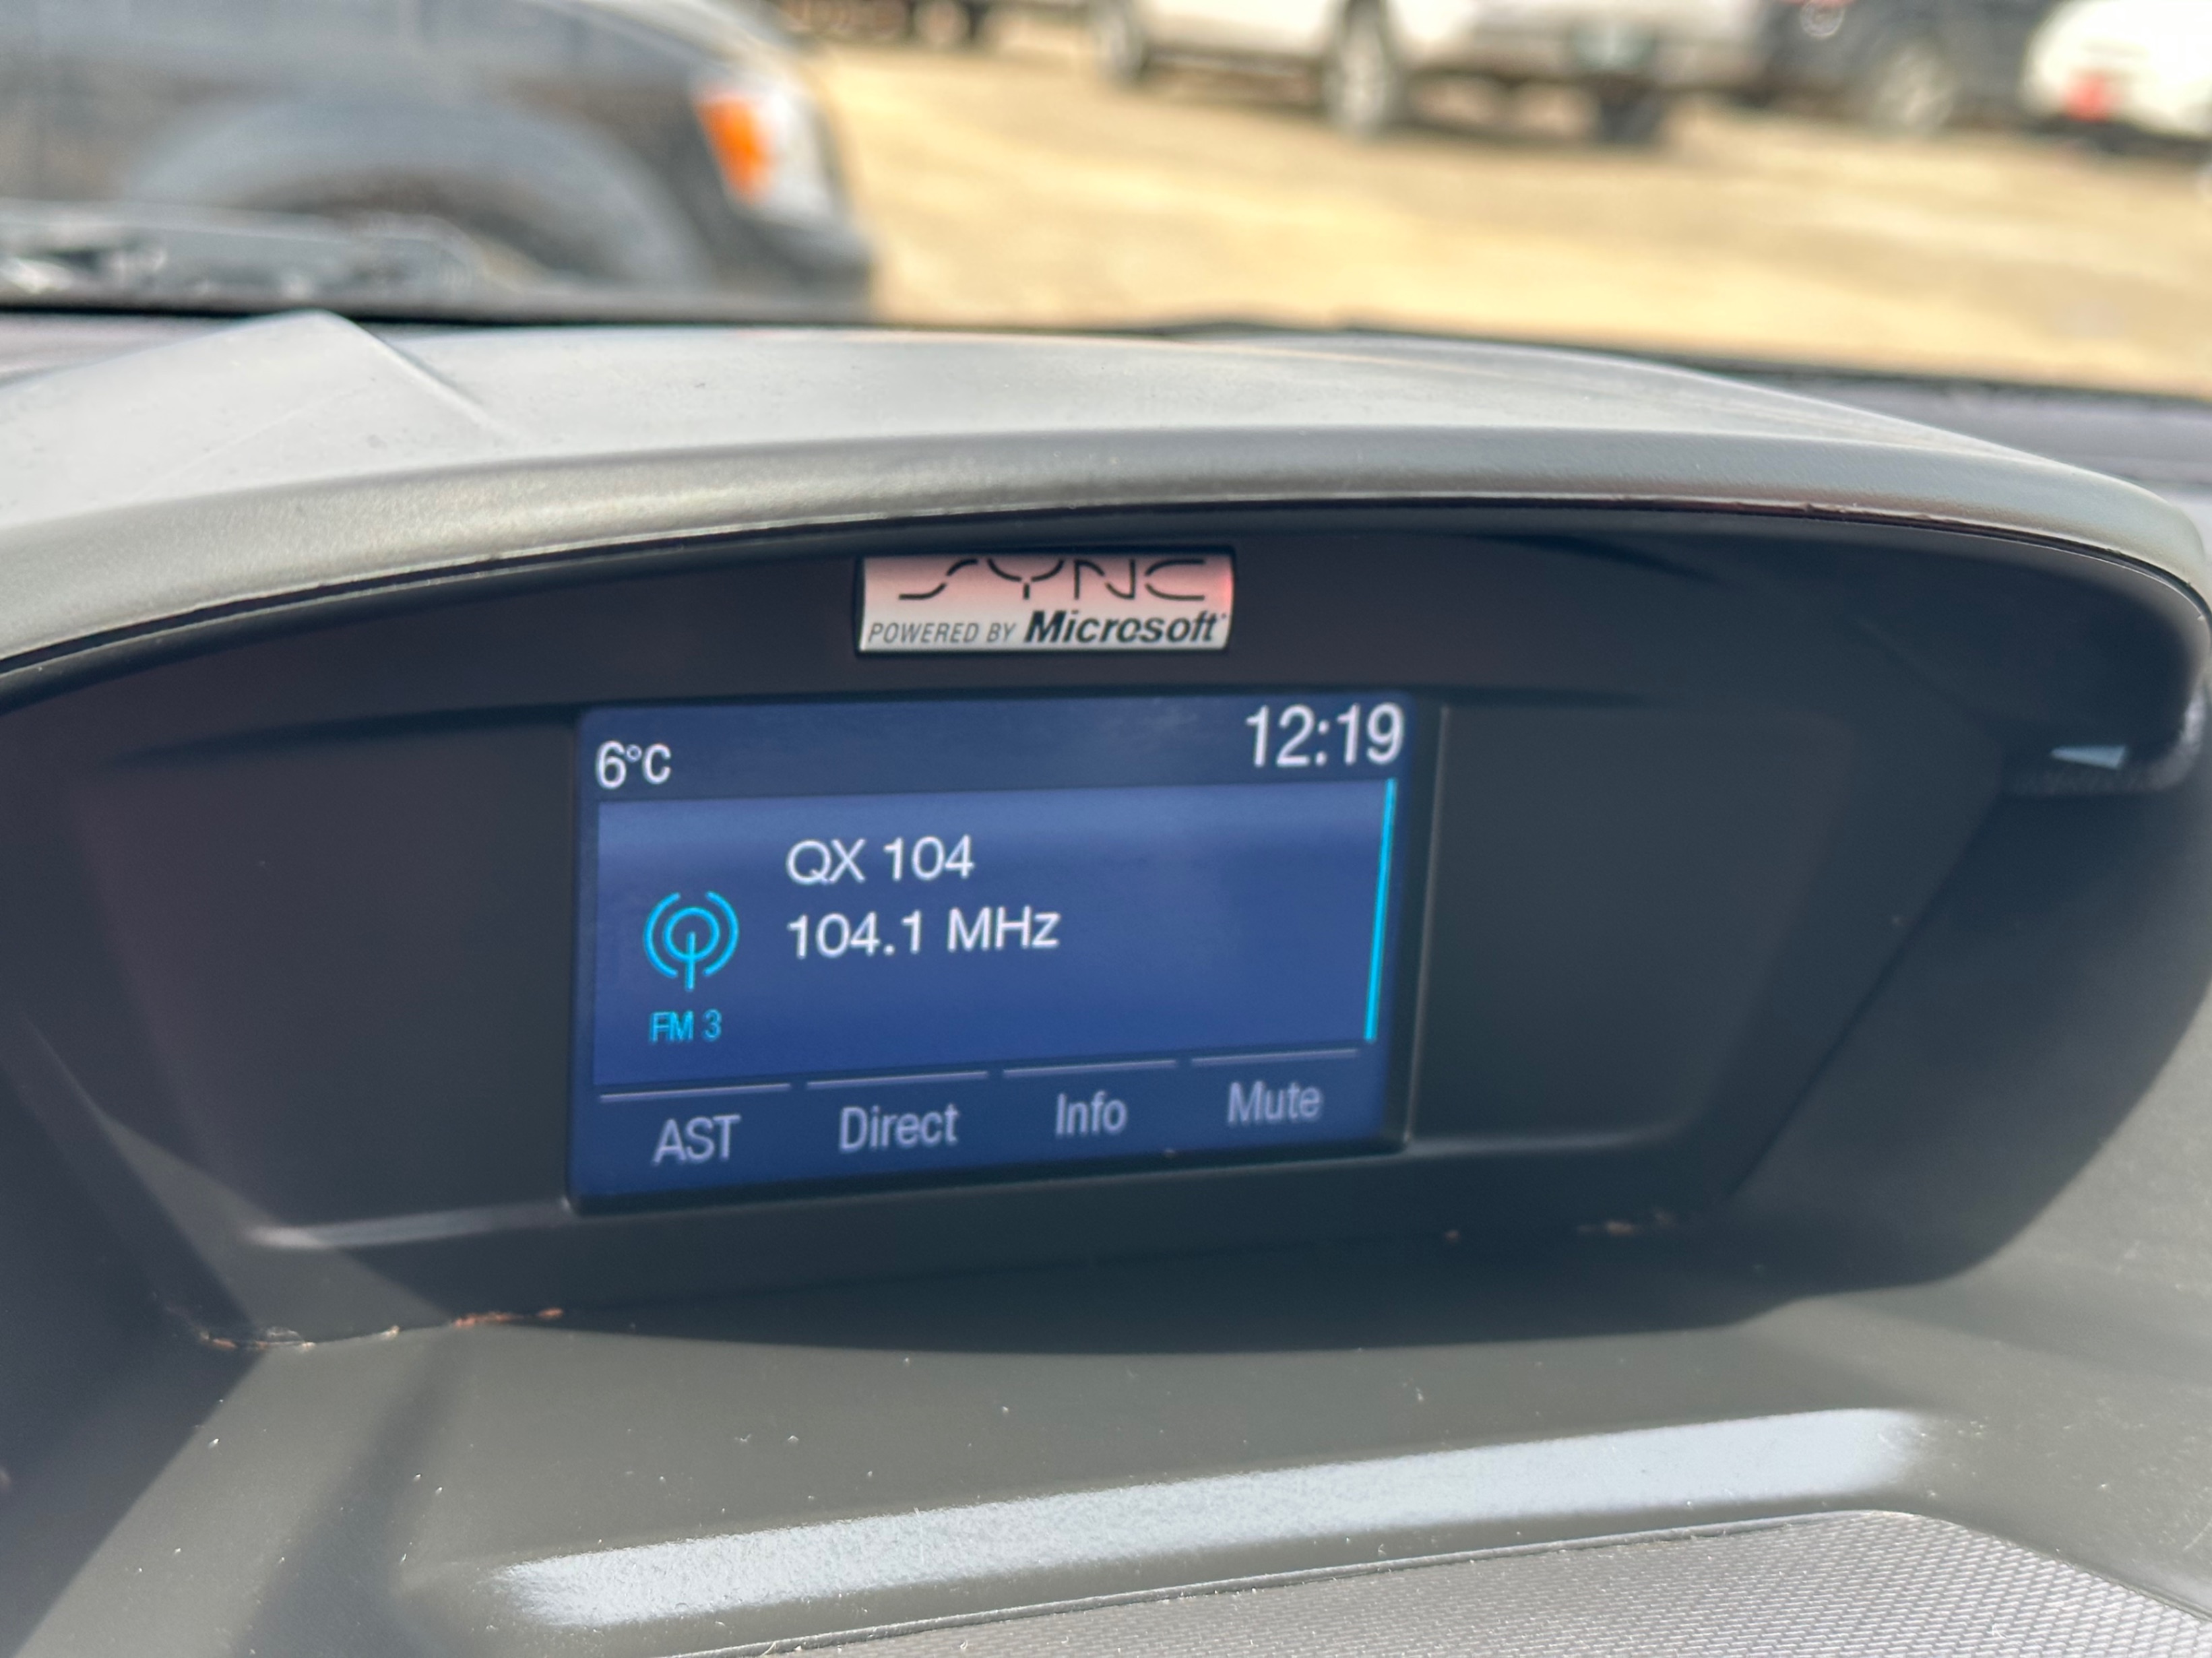 SYNC
POWERED BY Microsoft
6°C 12:19
QX 104
104.1 MHz
FM 3
AST Direct Info Mute